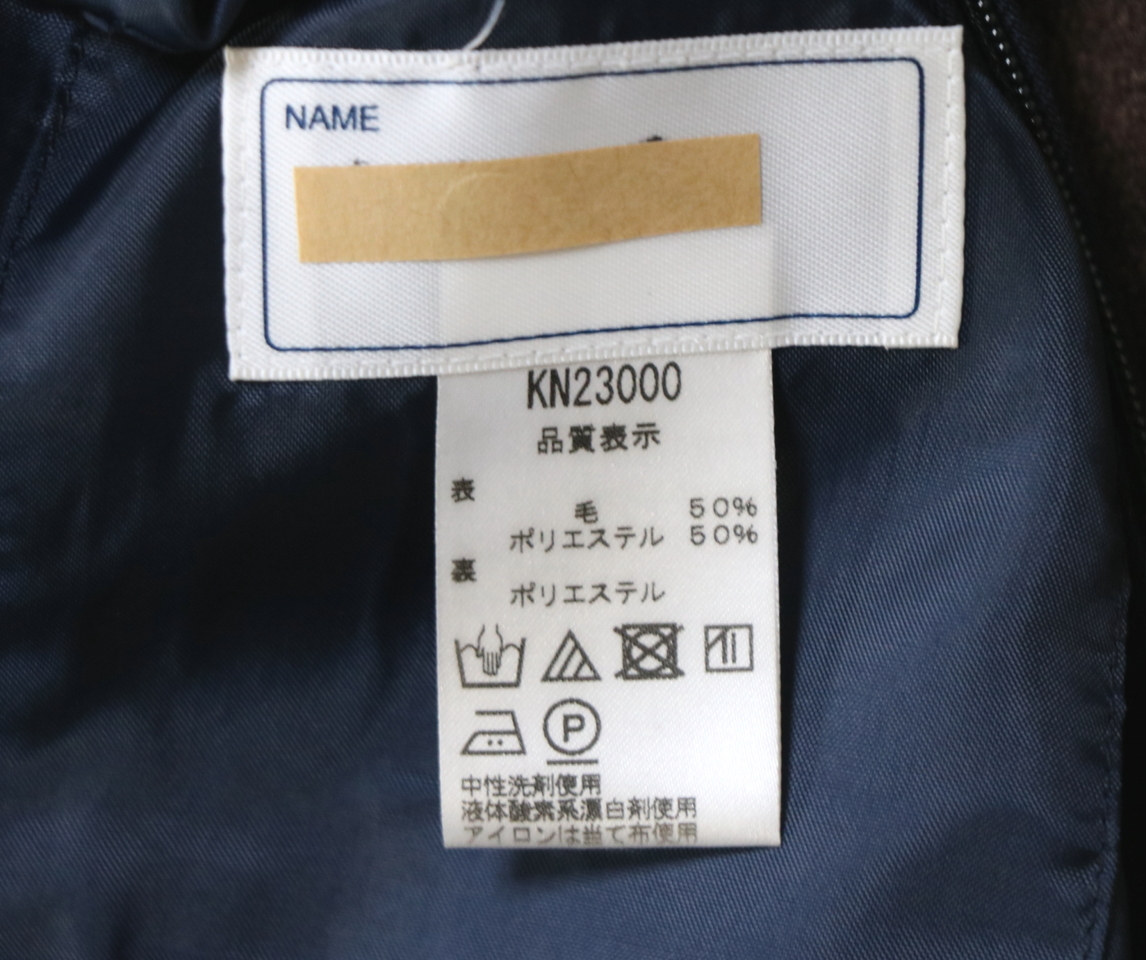 NAME
KN23000
品質表示
表
毛 50%
ポリエステル 50%
裏
ポリエステル
P
中性洗剤使用
液体酸素系漂白剤使用
アイロンは当て布使用